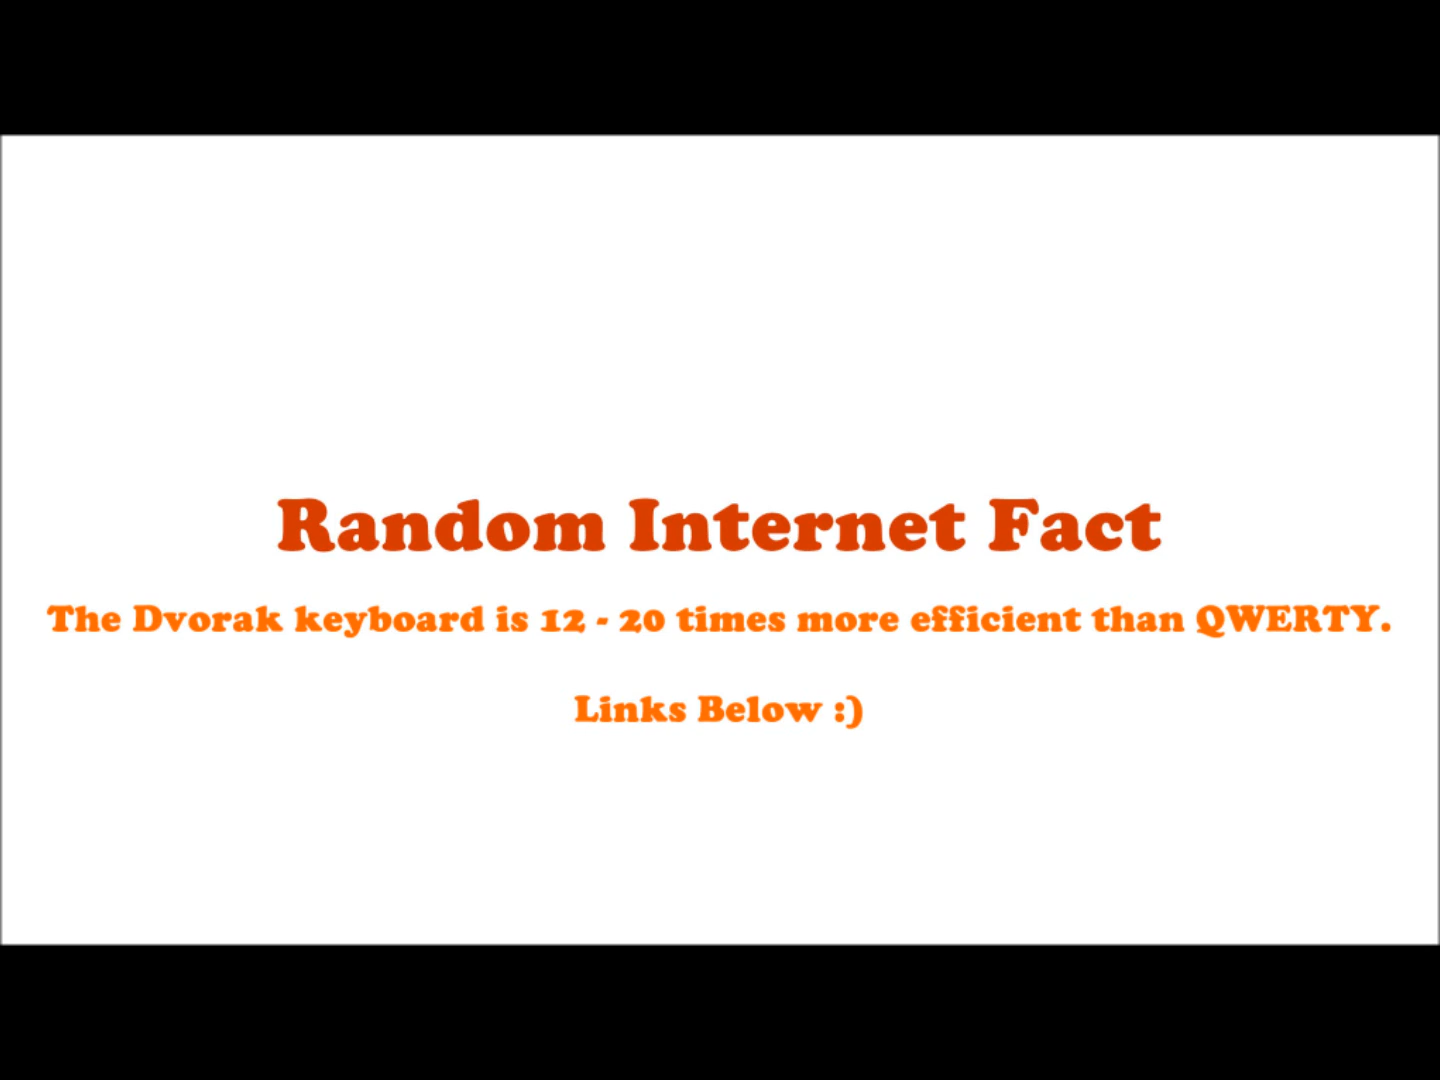 Random Internet Fact
The Dvorak keyboard is 12 - 20 times more efficient than QWERTY.
Links Below :)